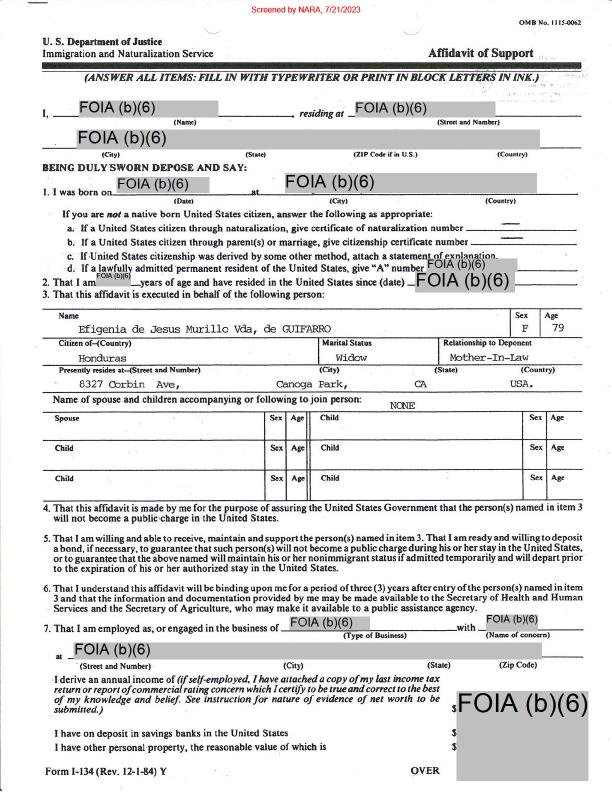 Screened by NARA, 7/21/2023
OMB No. 1115-0062
U. S. Department of Justice
Immigration and Naturalization Service
Affidavit of Support
(ANSWER ALL ITEMS: FILL IN WITH TYPEWRITER OR PRINT IN BLOCK LETTERS IN INK.)
I, FOIA (b)(6), residing at FOIA (b)(6)
(Name) (Street and Number)
FOIA (b)(6)
(City) (State) (ZIP Code if in U.S.) (Country)
BEING DULY SWORN DEPOSE AND SAY:
1. I was born on FOIA (b)(6) at FOIA (b)(6)
(Date) (City) (Country)
If you are not a native born United States citizen, answer the following as appropriate:
a. If a United States citizen through naturalization, give certificate of naturalization number
b. If a United States citizen through parent(s) or marriage, give citizenship certificate number
c. If United States citizenship was derived by some other method, attach a statement of explanation.
d. If a lawfully admitted permanent resident of the United States, give "A" number FOIA (b)(6)
2. That I am FOIA (b)(6) years of age and have resided in the United States since (date) FOIA (b)(6)
3. That this affidavit is executed in behalf of the following person:
Name Sex Age
Efigenia de Jesus Murillo Vda, de GUIFARRO F 79
Citizen of--(Country) Marital Status Relationship to Deponent
Honduras Widow Mother-In-Law
Presently resides at--(Street and Number) (City) (State) (Country)
8327 Corbin Ave, Canoga Park, CA USA.
Name of spouse and children accompanying or following to join person:
NONE
Spouse Sex Age Child Sex Age
Child Sex Age Child Sex Age
Child Sex Age Child Sex Age
4. That this affidavit is made by me for the purpose of assuring the United States Government that the person(s) named in item 3
will not become a public charge in the United States.
5. That I am willing and able to receive, maintain and support the person(s) named in item 3. That I am ready and willing to deposit
a bond, if necessary, to guarantee that such person(s) will not become a public charge during his or her stay in the United States,
or to guarantee that the above named will maintain his or her nonimmigrant status if admitted temporarily and will depart prior
to the expiration of his or her authorized stay in the United States.
6. That I understand this affidavit will be binding upon me for a period of three (3) years after entry of the person(s) named in item
3 and that the information and documentation provided by me may be made available to the Secretary of Health and Human
Services and the Secretary of Agriculture, who may make it available to a public assistance agency.
7. That I am employed as, or engaged in the business of FOIA (b)(6) with FOIA (b)(6)
(Type of Business) (Name of concern)
at FOIA (b)(6)
(Street and Number) (City) (State) (Zip Code)
I derive an annual income of (if self-employed, I have attached a copy of my last income tax
return or report of commercial rating concern which I certify to be true and correct to the best
of my knowledge and belief. See instruction for nature of evidence of net worth to be
submitted.) $ FOIA (b)(6)
I have on deposit in savings banks in the United States $
I have other personal property, the reasonable value of which is $
Form I-134 (Rev. 12-1-84) Y OVER